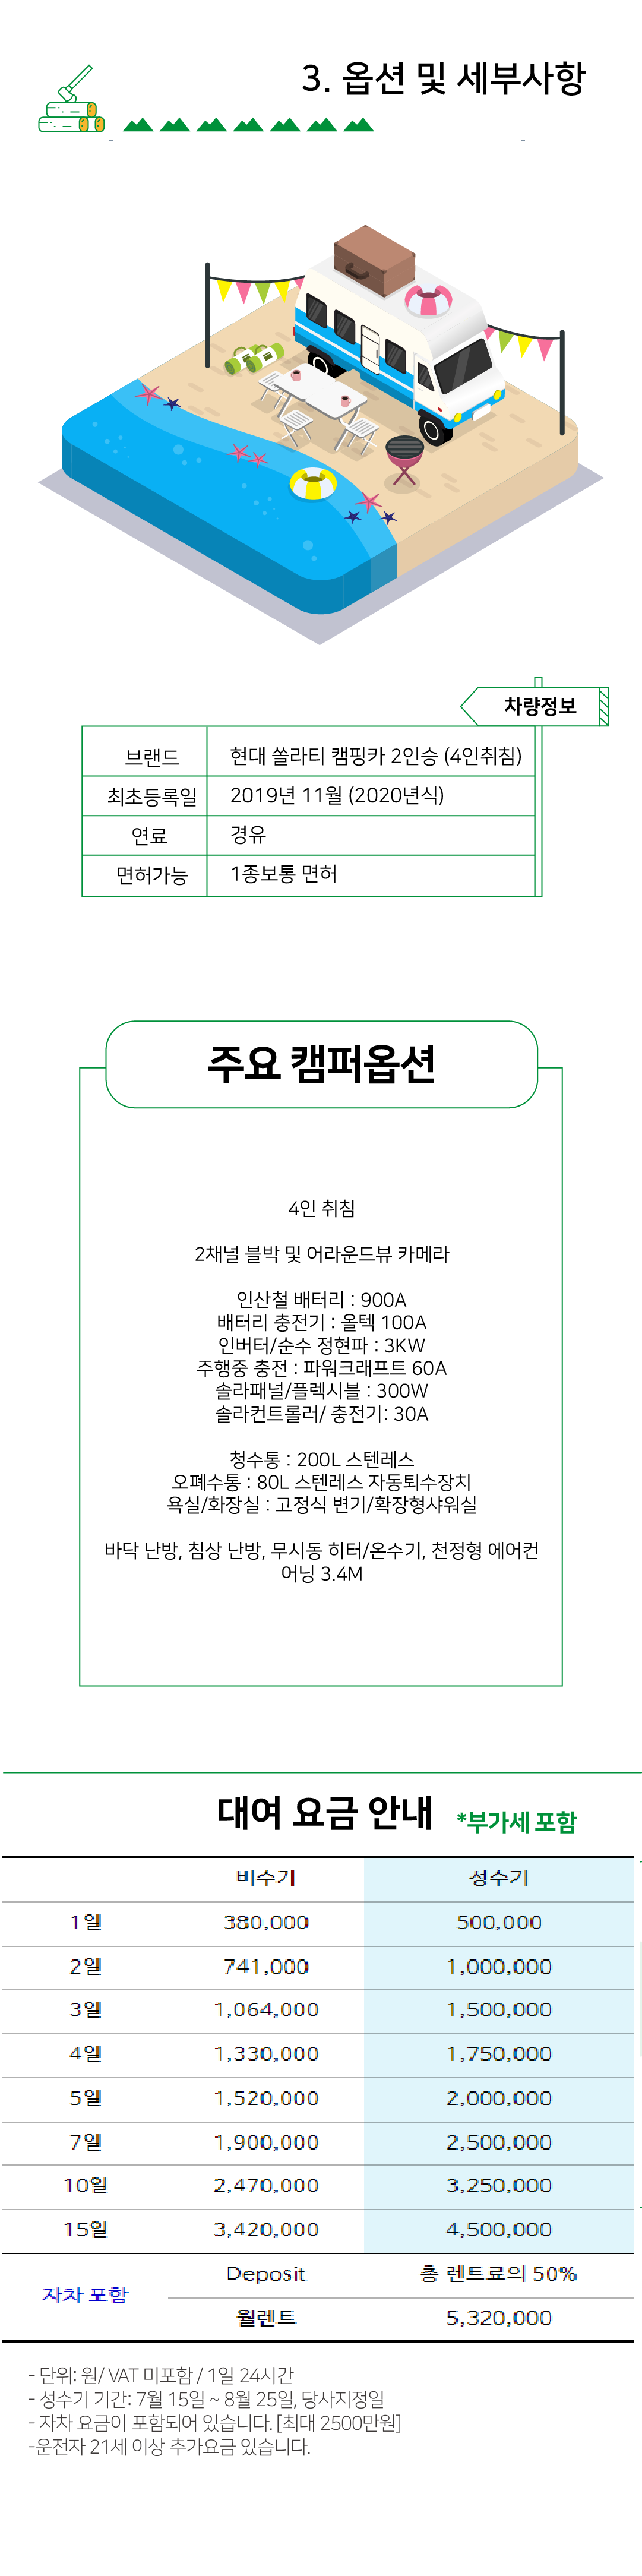 3. 옵션 및 세부사항
차량정보
브랜드 현대 쏠라티 캠핑카 2인승 (4인취침)
최초등록일 2019년 11월 (2020년식)
연료 경유
면허가능 1종보통 면허
주요 캠퍼옵션
4인 취침
2채널 블박 및 어라운드뷰 카메라
인산철 배터리 : 900A
배터리 충전기 : 올텍 100A
인버터/순수 정현파 : 3KW
주행중 충전 : 파워크래프트 60A
솔라패널/플렉시블 : 300W
솔라컨트롤러/ 충전기: 30A
청수통 : 200L 스텐레스
오폐수통 : 80L 스텐레스 자동퇴수장치
욕실/화장실 : 고정식 변기/확장형샤워실
바닥 난방, 침상 난방, 무시동 히터/온수기, 천정형 에어컨
어닝 3.4M
대여 요금 안내 *부가세 포함
비수기 성수기
1일 380,000 500,000
2일 741,000 1,000,000
3일 1,064,000 1,500,000
4일 1,330,000 1,750,000
5일 1,520,000 2,000,000
7일 1,900,000 2,500,000
10일 2,470,000 3,250,000
15일 3,420,000 4,500,000
자차 포함 Deposit 총 렌트료의 50%
월렌트 5,320,000
- 단위: 원/ VAT 미포함 / 1일 24시간
- 성수기 기간: 7월 15일 ~ 8월 25일, 당사지정일
- 자차 요금이 포함되어 있습니다. [최대 2500만원]
-운전자 21세 이상 추가요금 있습니다.